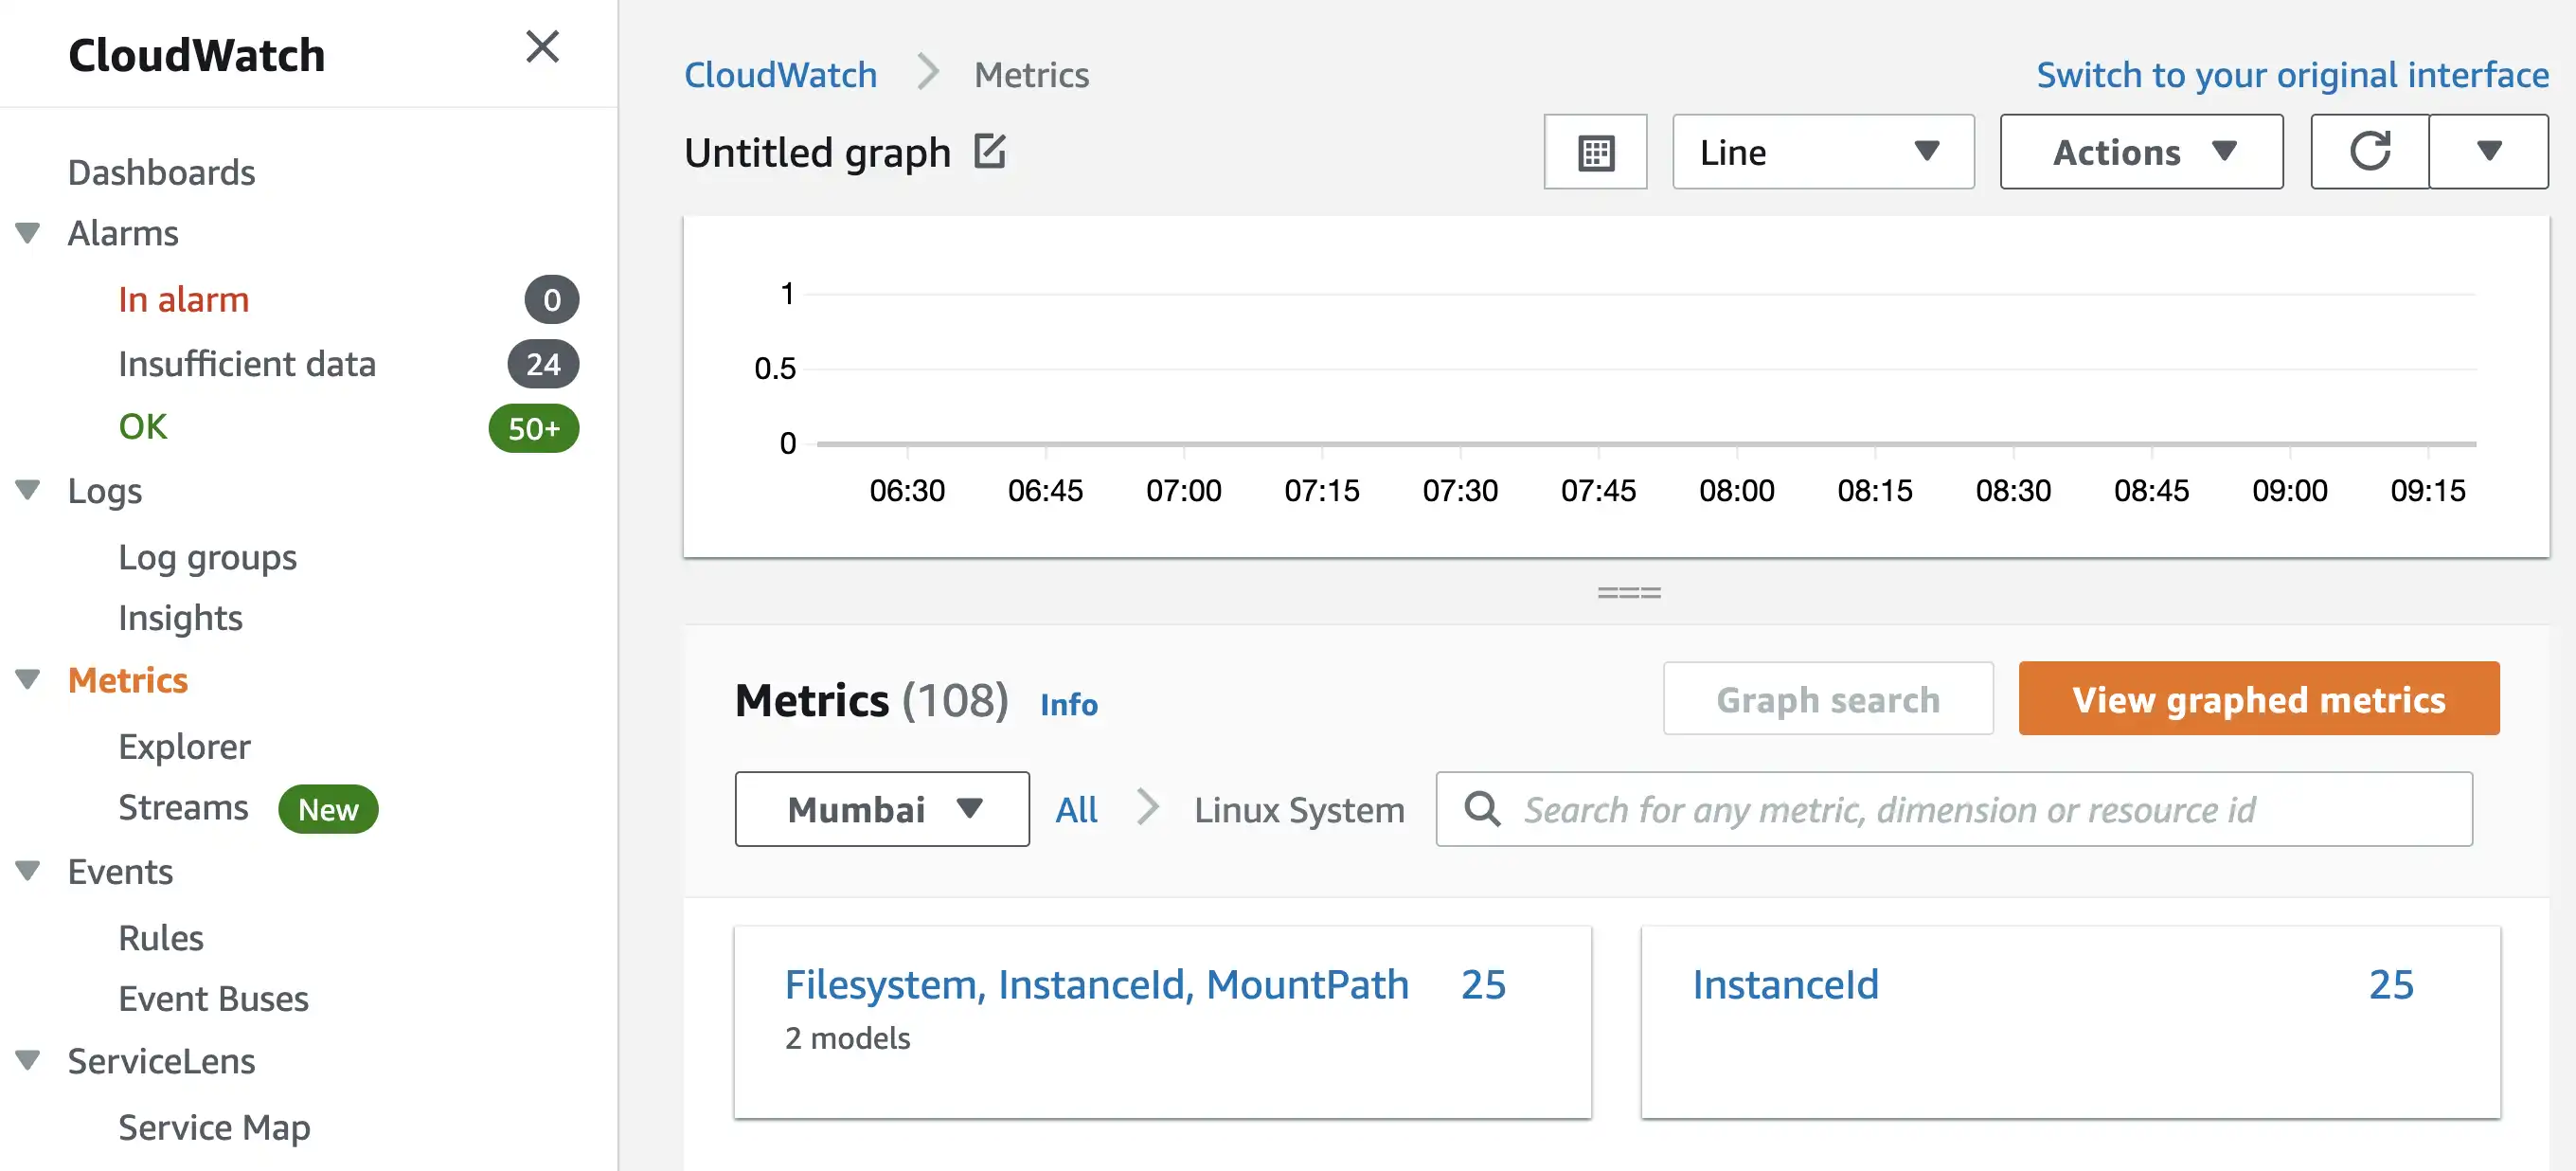 CloudWatch
Dashboards
Alarms
In alarm 0
Insufficient data 24
OK 50+
Logs
Log groups
Insights
Metrics
Explorer
Streams New
Events
Rules
Event Buses
ServiceLens
Service Map
CloudWatch Metrics
Switch to your original interface
Untitled graph
Line
Actions
1
0.5
0
06:30 06:45 07:00 07:15 07:30 07:45 08:00 08:15 08:30 08:45 09:00 09:15
Metrics (108) Info
Graph search
View graphed metrics
Mumbai
All Linux System
Search for any metric, dimension or resource id
Filesystem, InstanceId, MountPath 25
2 models
InstanceId 25